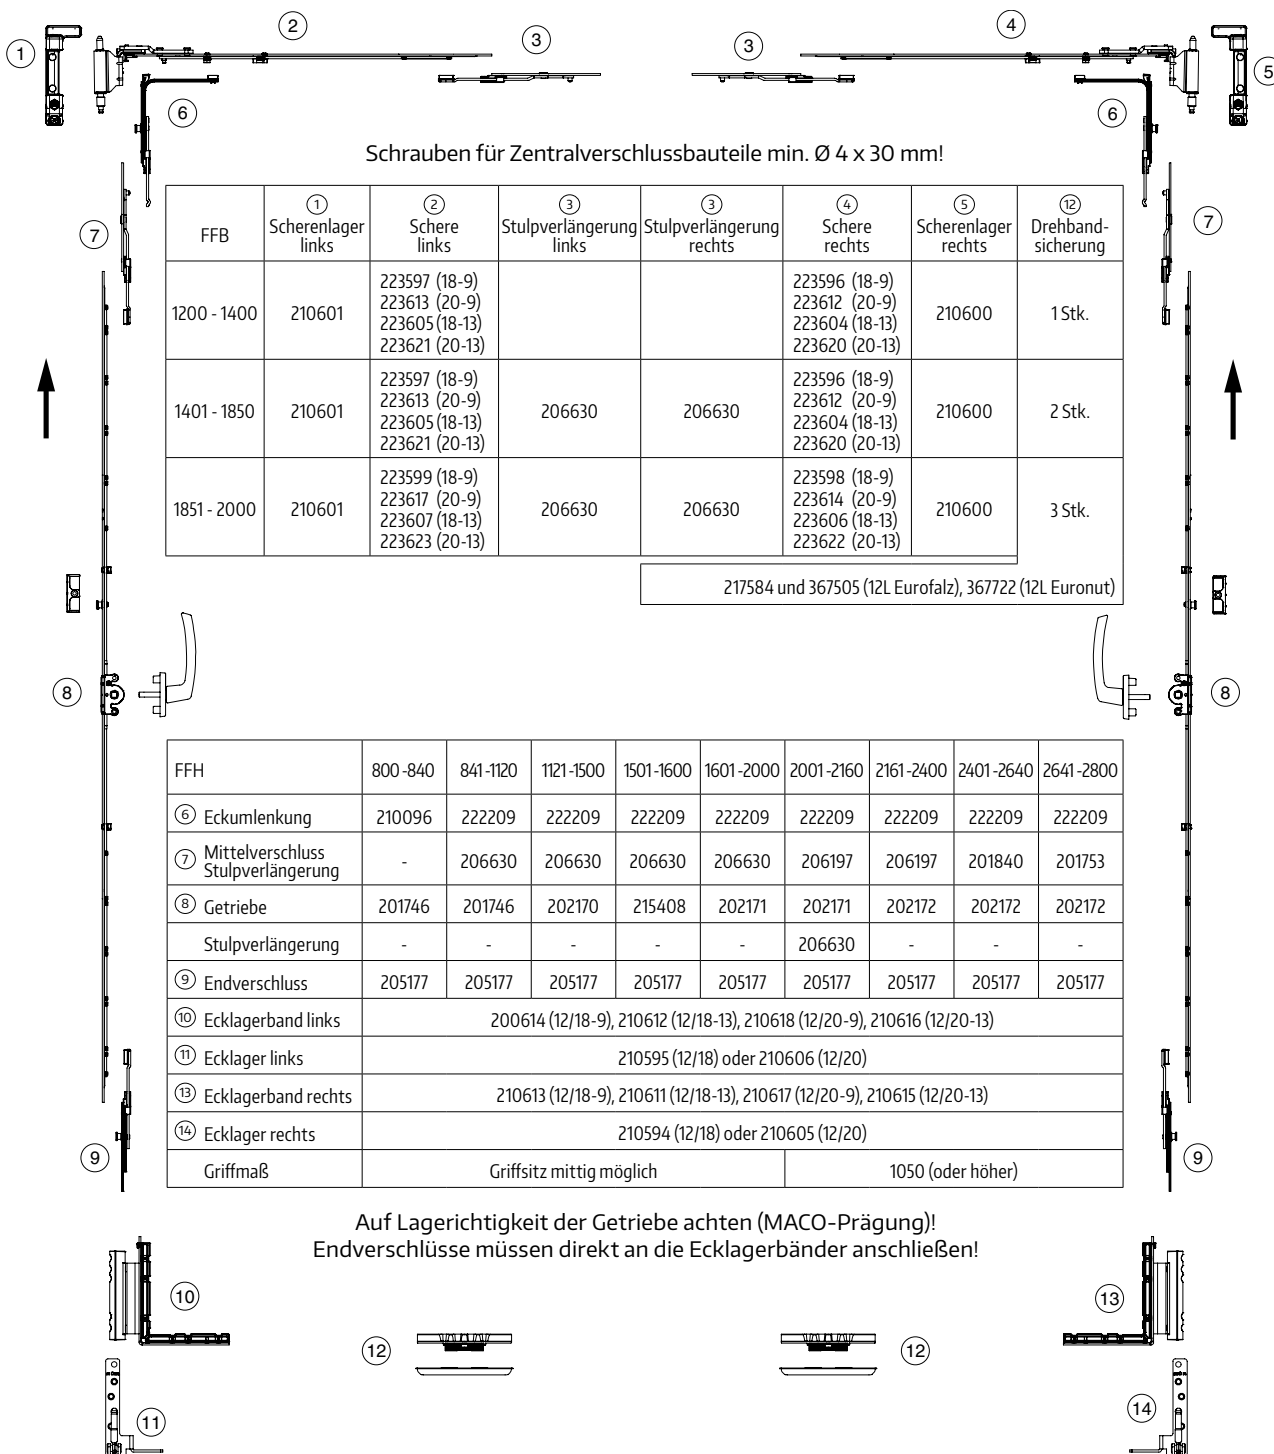 2
4
3
3
1
5
6
6
Schrauben für Zentralverschlussbauteile min. Ø 4 x 30 mm!
7
7
FFB ① Scherenlager links ② Schere links ③ Stulpverlängerung links ③ Stulpverlängerung rechts ④ Schere rechts ⑤ Scherenlager rechts ⑫ Drehband-sicherung
1200 - 1400 210601 223597 (18-9) 223613 (20-9) 223605 (18-13) 223621 (20-13) 223596 (18-9) 223612 (20-9) 223604 (18-13) 223620 (20-13) 210600 1 Stk.
1401 - 1850 210601 223597 (18-9) 223613 (20-9) 223605 (18-13) 223621 (20-13) 206630 206630 223596 (18-9) 223612 (20-9) 223604 (18-13) 223620 (20-13) 210600 2 Stk.
1851 - 2000 210601 223599 (18-9) 223617 (20-9) 223607 (18-13) 223623 (20-13) 206630 206630 223598 (18-9) 223614 (20-9) 223606 (18-13) 223622 (20-13) 210600 3 Stk.
217584 und 367505 (12L Eurofalz), 367722 (12L Euronut)
8
8
FFH 800-840 841-1120 1121-1500 1501-1600 1601-2000 2001-2160 2161-2400 2401-2640 2641-2800
⑥ Eckumlenkung 210096 222209 222209 222209 222209 222209 222209 222209 222209
⑦ Mittelverschluss Stulpverlängerung - 206630 206630 206630 206630 206197 206197 201840 201753
⑧ Getriebe 201746 201746 202170 215408 202171 202171 202172 202172 202172
Stulpverlängerung - - - - - 206630 - - -
⑨ Endverschluss 205177 205177 205177 205177 205177 205177 205177 205177 205177
⑩ Ecklagerband links 200614 (12/18-9), 210612 (12/18-13), 210618 (12/20-9), 210616 (12/20-13)
⑪ Ecklager links 210595 (12/18) oder 210606 (12/20)
⑬ Ecklagerband rechts 210613 (12/18-9), 210611 (12/18-13), 210617 (12/20-9), 210615 (12/20-13)
⑭ Ecklager rechts 210594 (12/18) oder 210605 (12/20)
Griffmaß Griffsitz mittig möglich 1050 (oder höher)
9
9
Auf Lagerichtigkeit der Getriebe achten (MACO-Prägung)!
Endverschlüsse müssen direkt an die Ecklagerbänder anschließen!
10
13
12
12
11
14